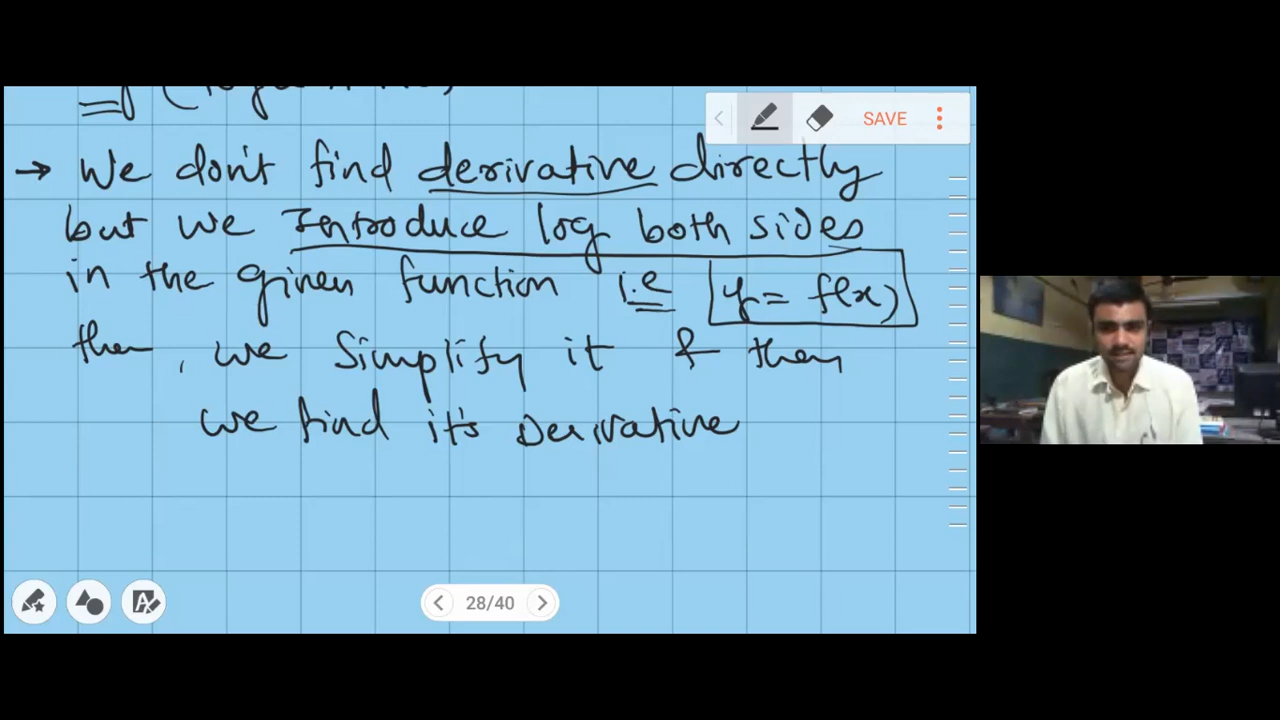 SAVE
→ We don't find derivative directly
but we Introduce log both sides
in the given function i.e y = f(x)
then, we Simplify it & then
we find it's Derivative
28/40